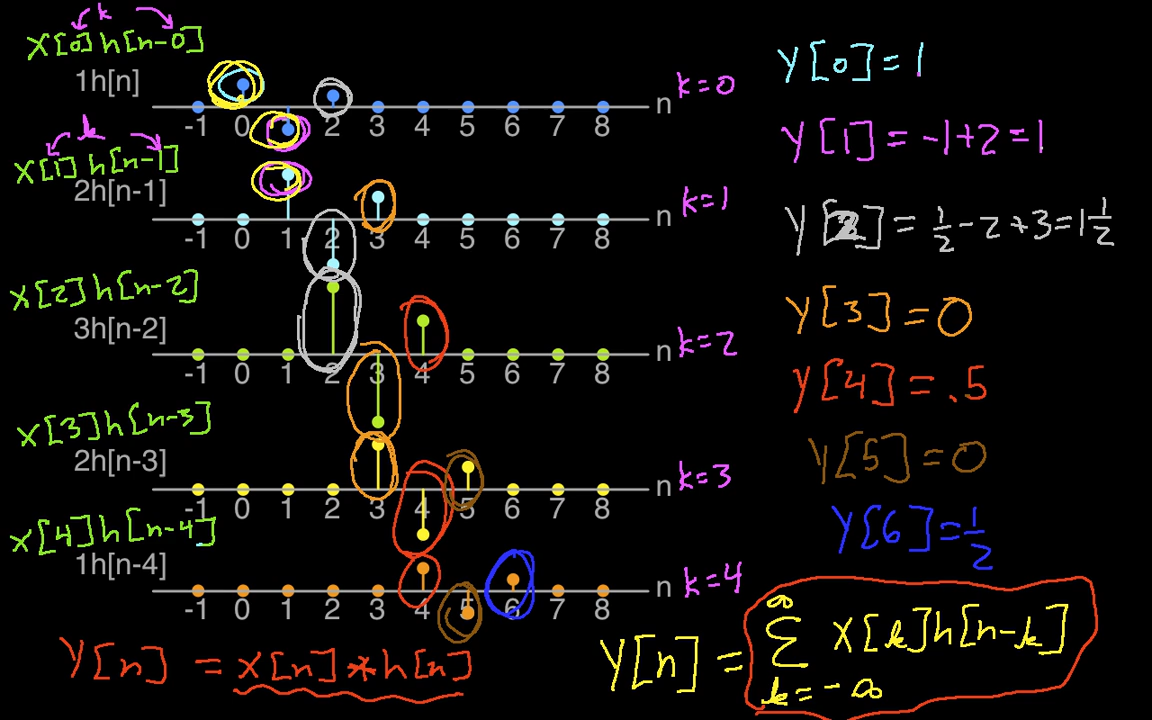 k
x[0]h[n-0]
1h[n]
-1 0 1 2 3 4 5 6 7 8 n k=0
k
x[1]h[n-1]
2h[n-1]
-1 0 1 2 3 4 5 6 7 8 n k=1
x[2]h[n-2]
3h[n-2]
-1 0 1 2 3 4 5 6 7 8 n k=2
x[3]h[n-3]
2h[n-3]
-1 0 1 2 3 4 5 6 7 8 n k=3
x[4]h[n-4]
1h[n-4]
-1 0 1 2 3 4 5 6 7 8 n k=4
y[0]=1
y[1]=-1+2=1
y[2]=1/2-2+3=1 1/2
y[3]=0
y[4]=.5
y[5]=0
y[6]=1/2
y[n] = x[n]*h[n]
y[n] = ∑ x[k]h[n-k]
∞
k=-∞